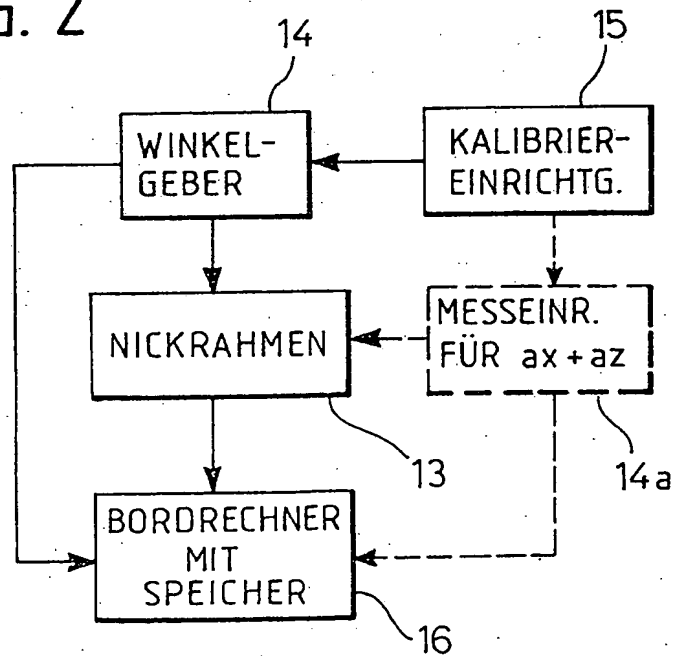 . 2
14
15
WINKEL-
GEBER
KALIBRIER-
EINRICHTG.
NICKRAHMEN
MESSEINR.
FÜR ax + az
13
14a
BORDRECHNER
MIT
SPEICHER
16